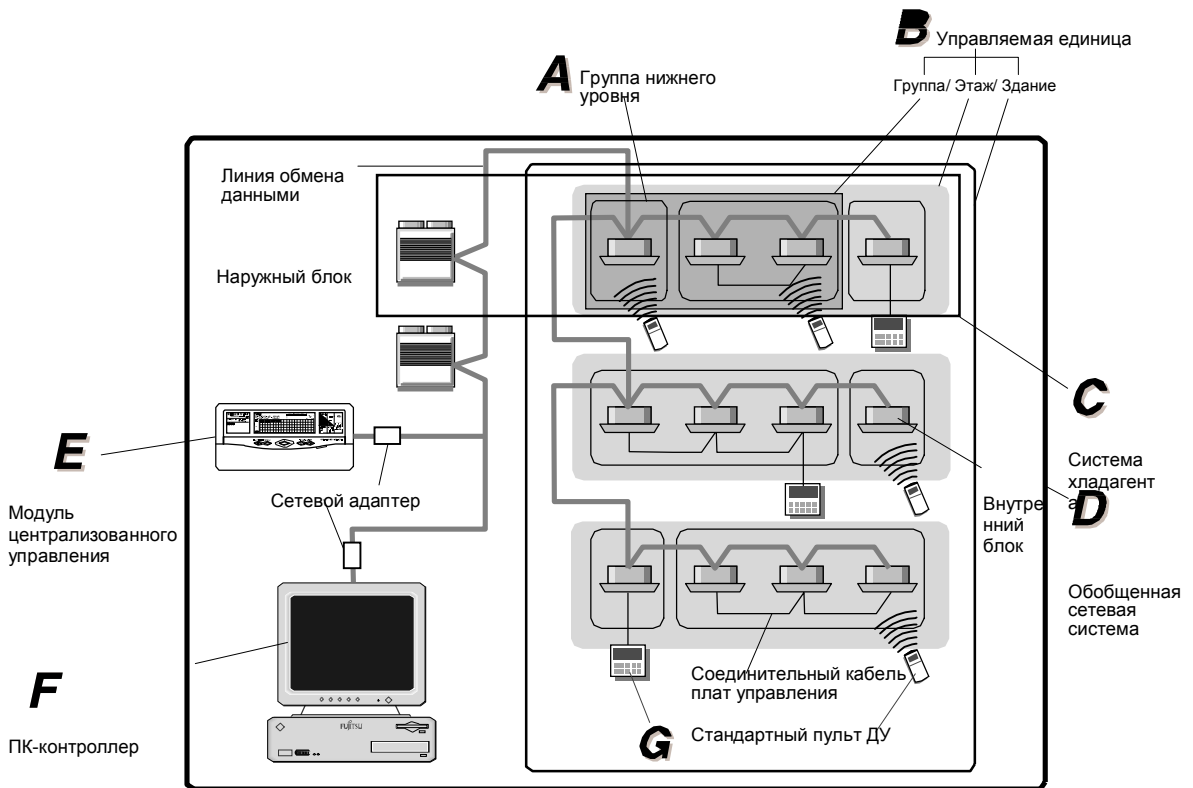 B Управляемая единица
A Группа нижнего
уровня
Группа/ Этаж/ Здание
Линия обмена
данными
Наружный блок
C
Система
хладагент
а
E
Модуль
централизованного
управления
Сетевой адаптер
Внутре
нний
блок
D
Обобщенная
сетевая
система
F
ПК-контроллер
FUJITSU
Соединительный кабель
плат управления
G Стандартный пульт ДУ